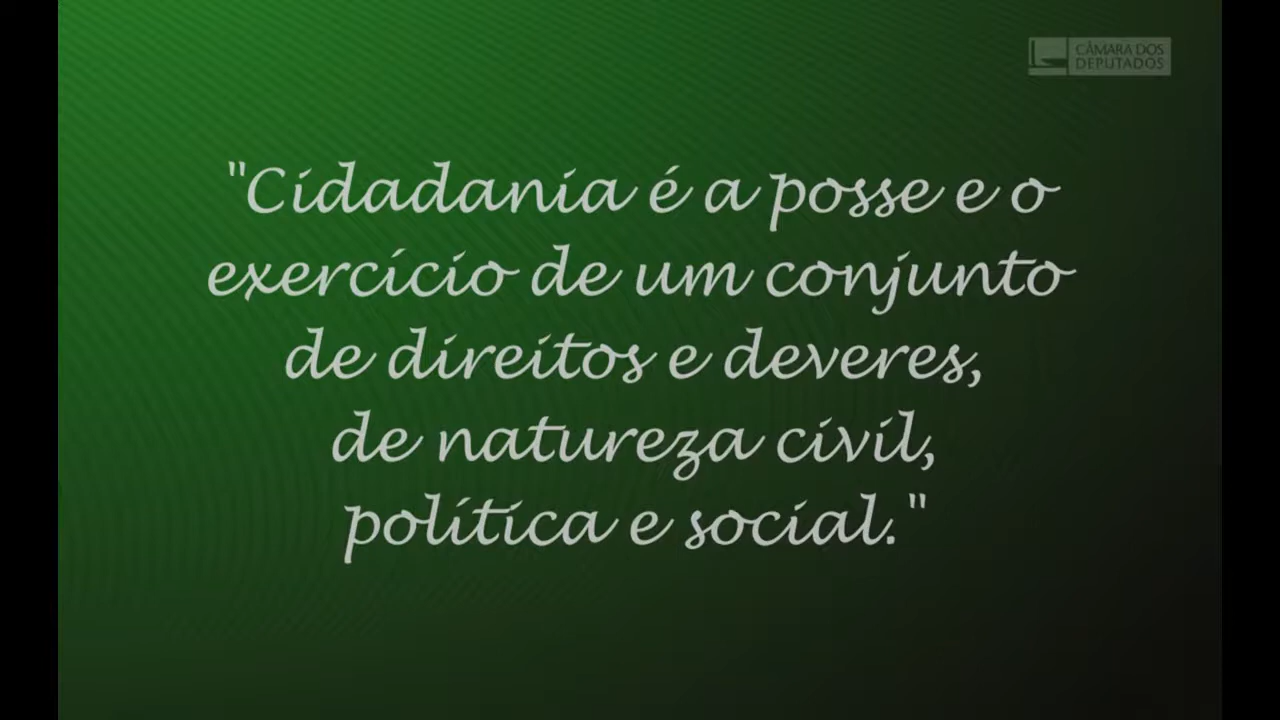 CÂMARA DOS
DEPUTADOS
"Cidadania é a posse e o
exercício de um conjunto
de direitos e deveres,
de natureza civil,
política e social."